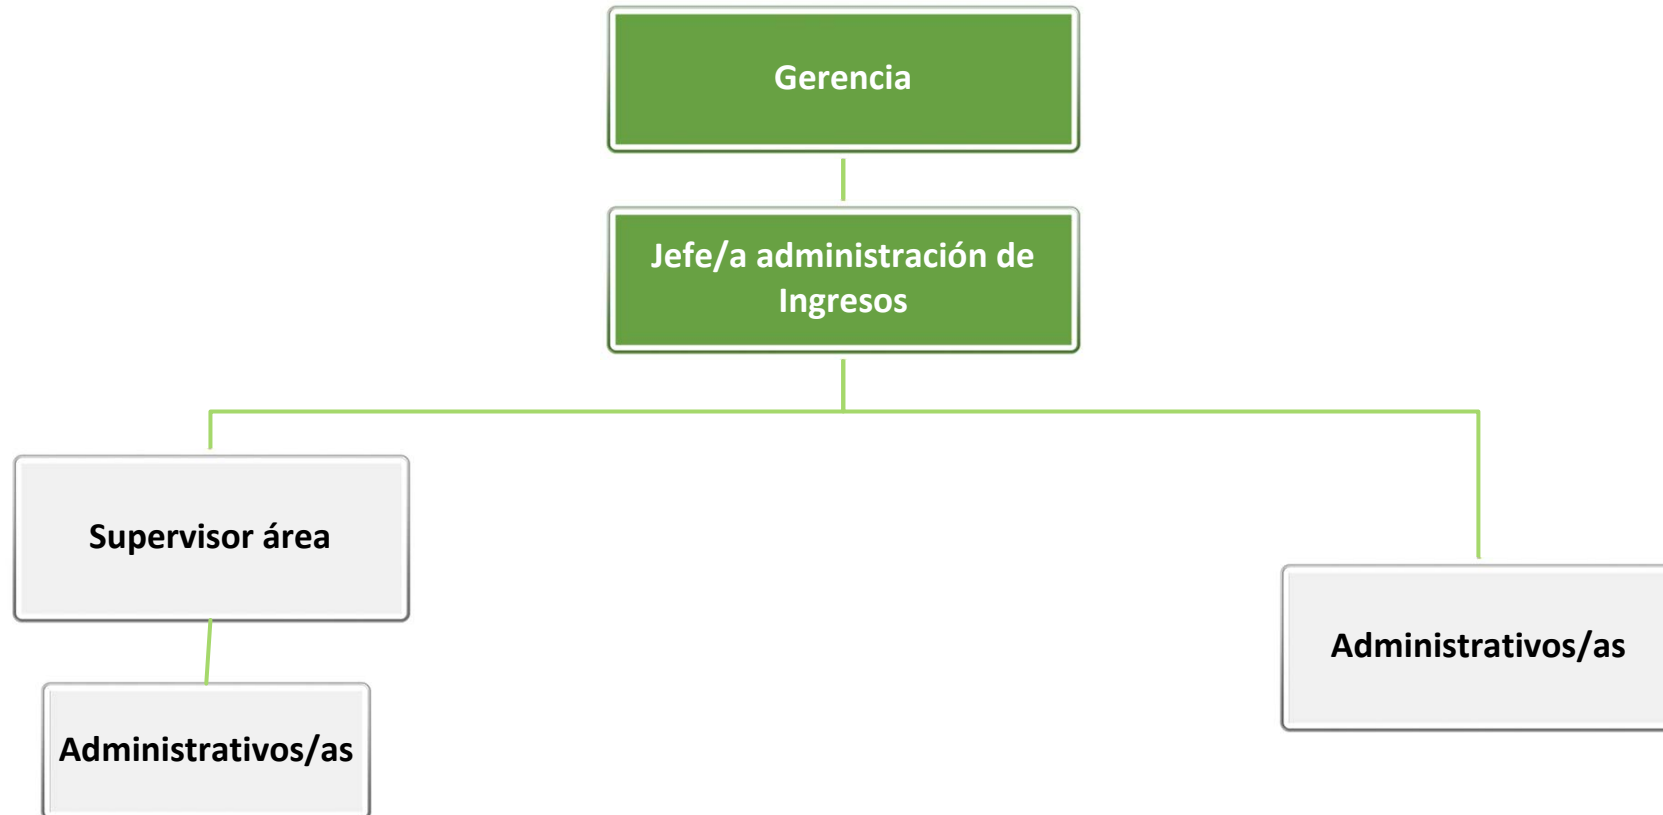 Gerencia
Jefe/a administración de
Ingresos
Supervisor área
Administrativos/as
Administrativos/as